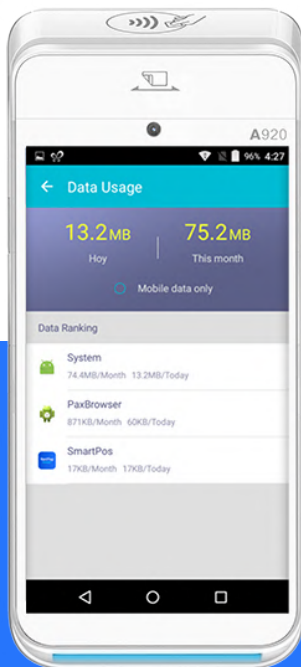 A920
96% 4:27
Data Usage
13.2MB
75.2MB
Hoy
This month
Mobile data only
Data Ranking
System
74.4MB/Month 13.2MB/Today
PaxBrowser
871KB/Month 60KB/Today
SmartPos
17KB/Month 17KB/Today